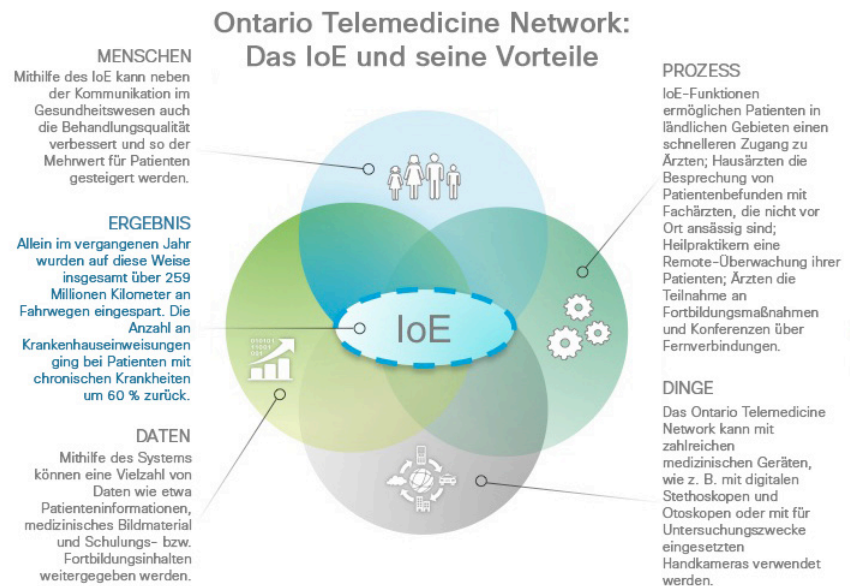 Ontario Telemedicine Network:
Das IoE und seine Vorteile
MENSCHEN
Mithilfe des IoE kann neben
der Kommunikation im
Gesundheitswesen auch
die Behandlungsqualität
verbessert und so der
Mehrwert für Patienten
gesteigert werden.
ERGEBNIS
Allein im vergangenen Jahr
wurden auf diese Weise
insgesamt über 259
Millionen Kilometer an
Fahrwegen eingespart. Die
Anzahl an
Krankenhauseinweisungen
ging bei Patienten mit
chronischen Krankheiten
um 60 % zurück.
DATEN
Mithilfe des Systems
können eine Vielzahl von
Daten wie etwa
Patienteninformationen,
medizinisches Bildmaterial
und Schulungs- bzw.
Fortbildungsinhalten
weitergegeben werden.
IoE
PROZESS
IoE-Funktionen
ermöglichen Patienten in
ländlichen Gebieten einen
schnelleren Zugang zu
Ärzten; Hausärzten die
Besprechung von
Patientenbefunden mit
Fachärzten, die nicht vor
Ort ansässig sind;
Heilpraktikern eine
Remote-Überwachung ihrer
Patienten; Ärzten die
Teilnahme an
Fortbildungsmaßnahmen
und Konferenzen über
Fernverbindungen.
DINGE
Das Ontario Telemedicine
Network kann mit
zahlreichen
medizinischen Geräten,
wie z. B. mit digitalen
Stethoskopen und
Otoskopen oder mit für
Untersuchungszwecke
eingesetzten
Handkameras verwendet
werden.